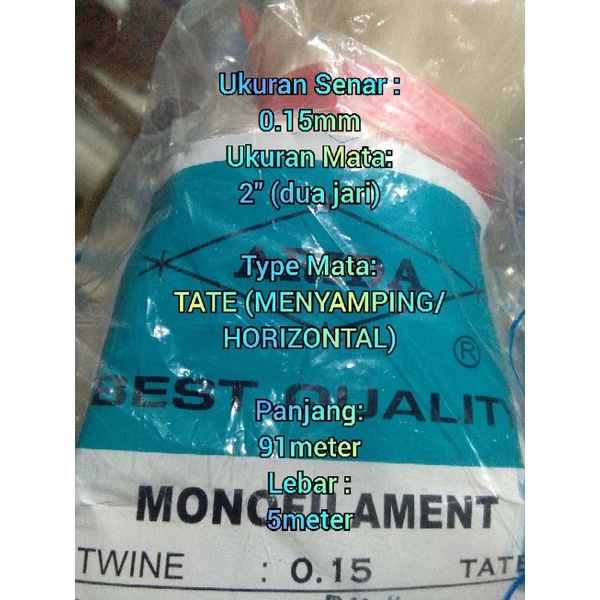 Ukuran Senar :
0.15mm
Ukuran Mata:
2" (dua jari)
Type Mata:
TATE (MENYAMPING/
HORIZONTAL)
®
BEST QUALITY
Panjang:
91meter
Lebar :
5meter
MONOFILAMENT
TWINE : 0.15 TATE